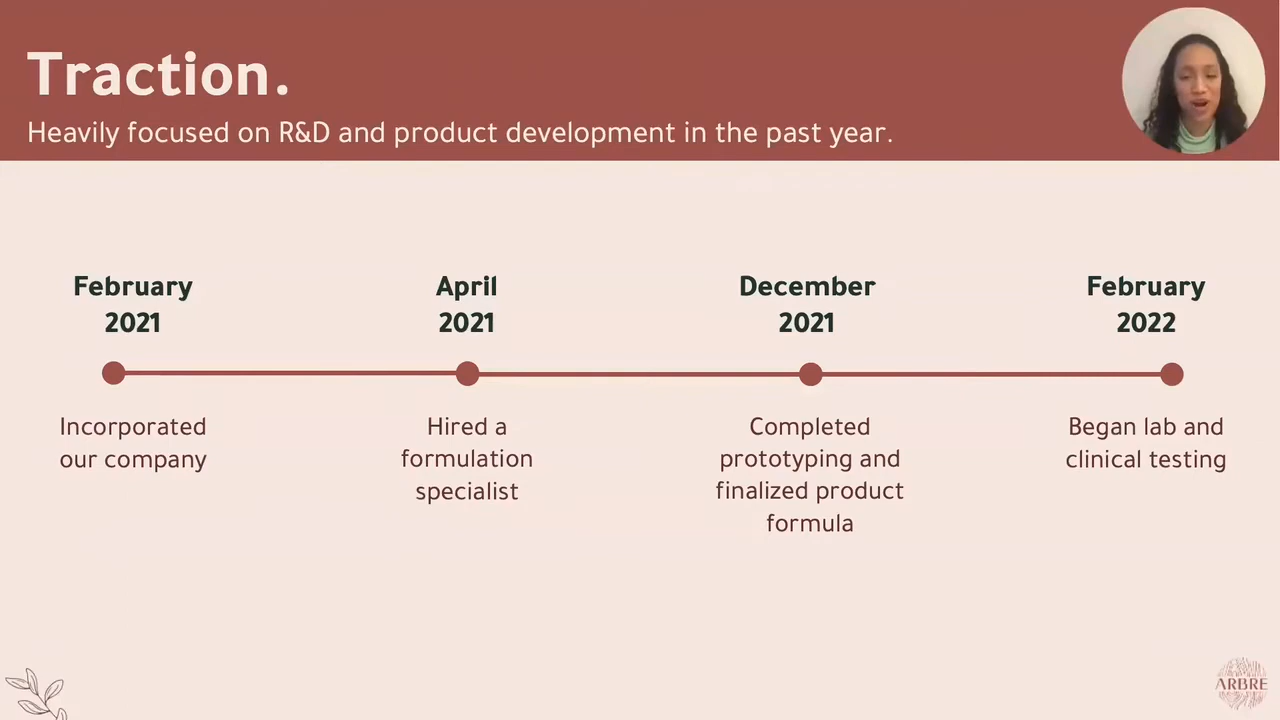 Traction.
Heavily focused on R&D and product development in the past year.
February
2021
April
2021
December
2021
February
2022
Incorporated
our company
Hired a
formulation
specialist
Completed
prototyping and
finalized product
formula
Began lab and
clinical testing
ARBRE